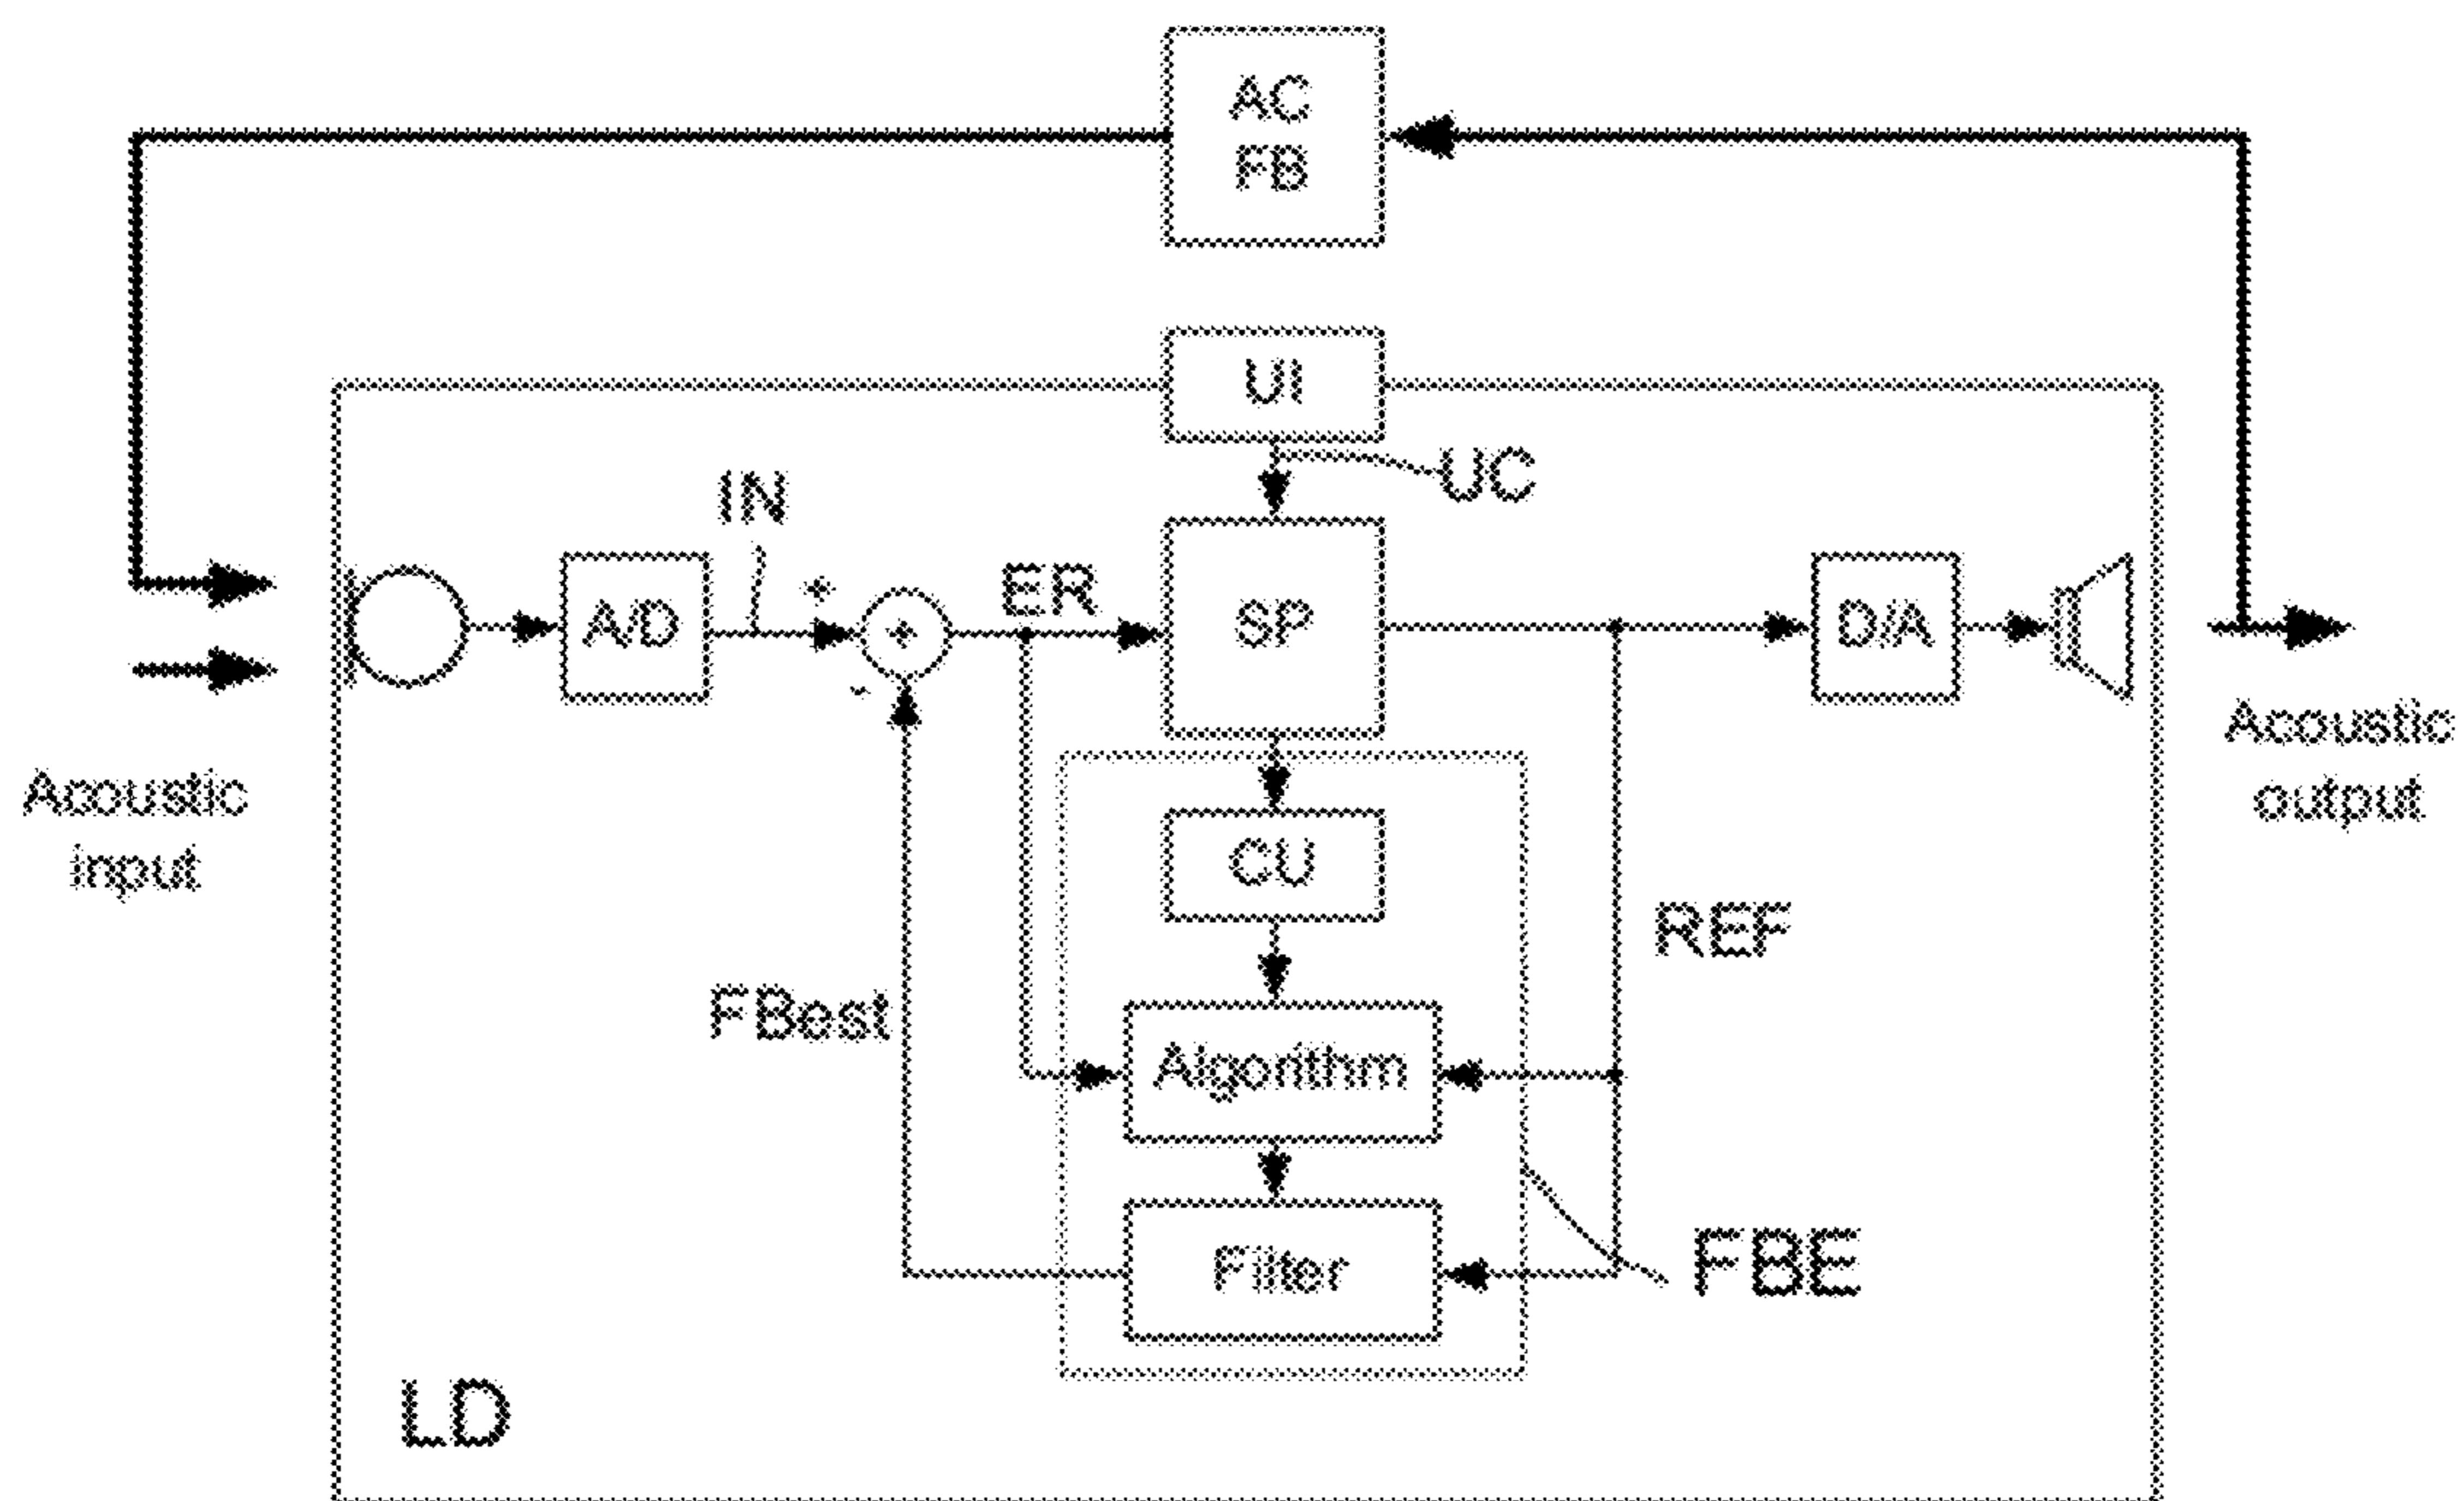 AC
FB
UI
UC
IN
+
ER
A/D
+
SP
D/A
-
Acoustic
output
Acoustic
input
CU
REF
FBest
Algorithm
Filter
FBE
LD